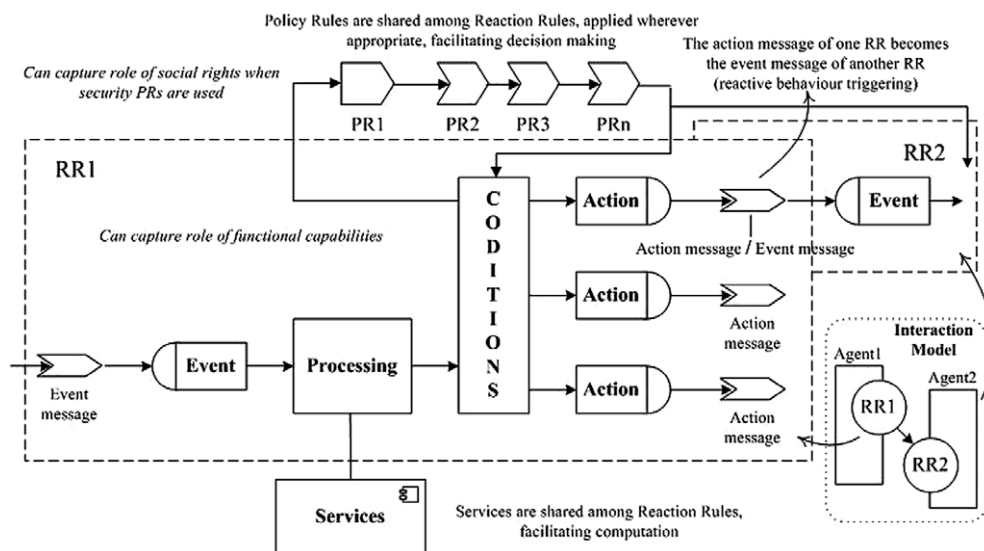 Policy Rules are shared among Reaction Rules, applied wherever
appropriate, facilitating decision making
The action message of one RR becomes
the event message of another RR
(reactive behaviour triggering)
Can capture role of social rights when
security PRs are used
PR1
PR2
PR3
PRn
RR1
RR2
CODITIONS
Action
Event
Can capture role of functional capabilities
Action message / Event message
Action
Action
message
Interaction
Model
Event
Processing
Agent1
Agent2
Action
RR1
Event
message
Action
message
RR2
Services
Services are shared among Reaction Rules,
facilitating computation